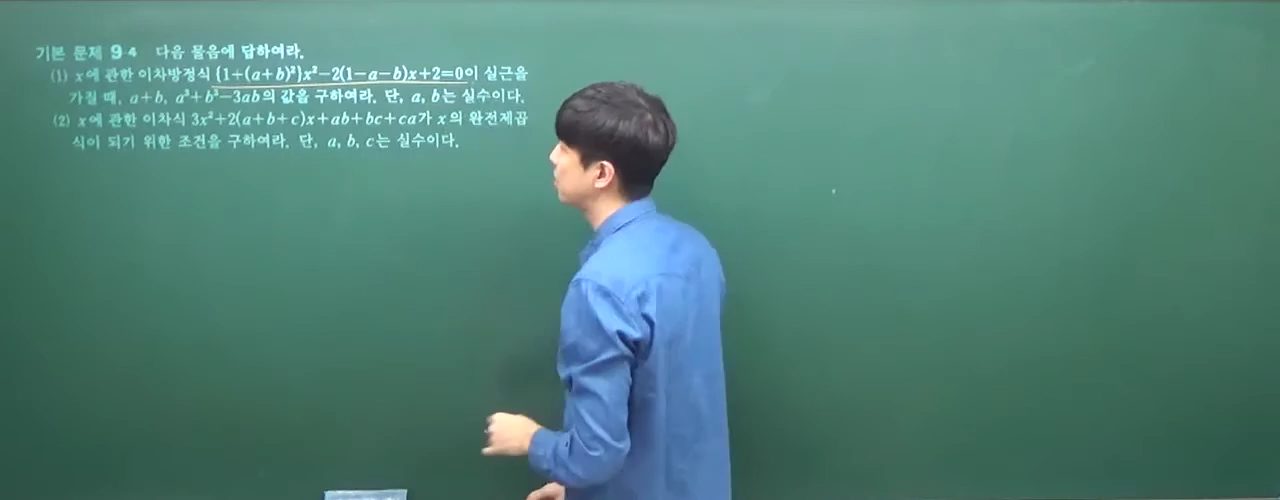 기본 문제 9-4 다음 물음에 답하여라.
(1) x에 관한 이차방정식 {1+(a+b)²}x²-2(1-a-b)x+2=0이 실근을
가질 때, a+b, a³+b³-3ab의 값을 구하여라. 단, a, b는 실수이다.
(2) x에 관한 이차식 3x²+2(a+b+c)x+ab+bc+ca가 x의 완전제곱
식이 되기 위한 조건을 구하여라. 단, a, b, c는 실수이다.